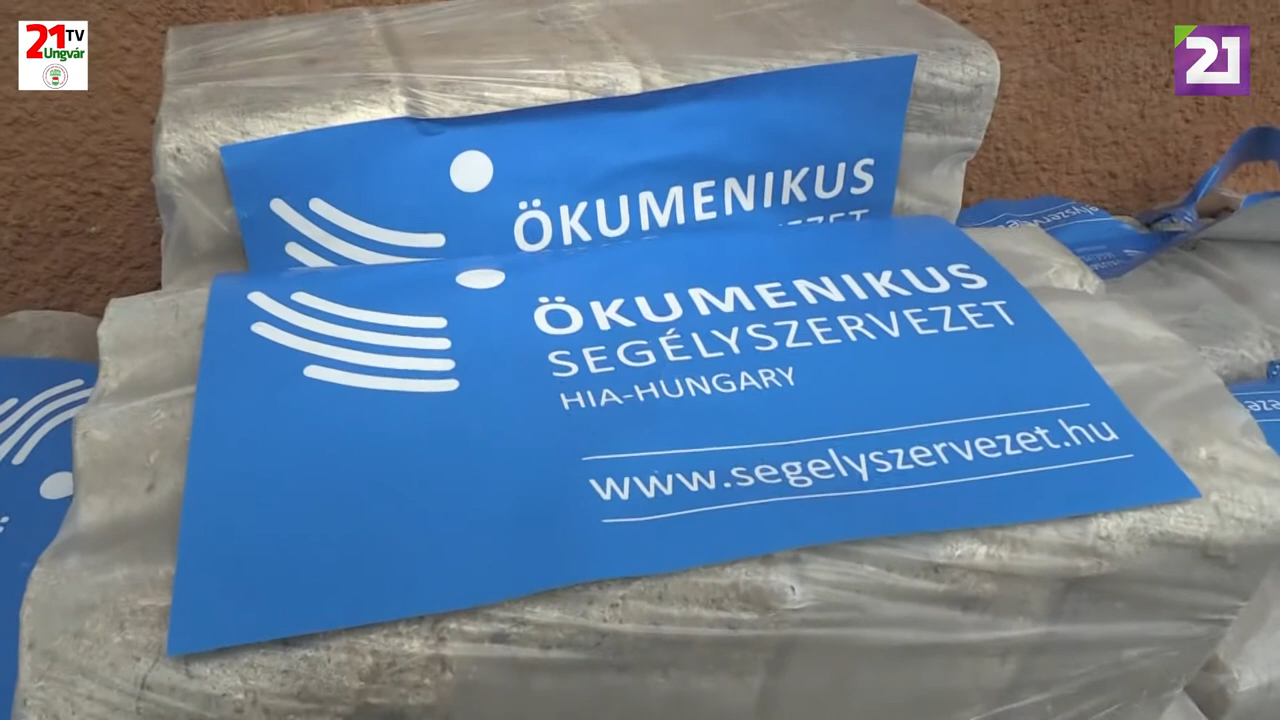 21 TV
Ungvár
21
ÖKUMENIKUS
ÖKUMENIKUS
SEGÉLYSZERVEZET
HIA-HUNGARY
www.segelyszervezet.hu